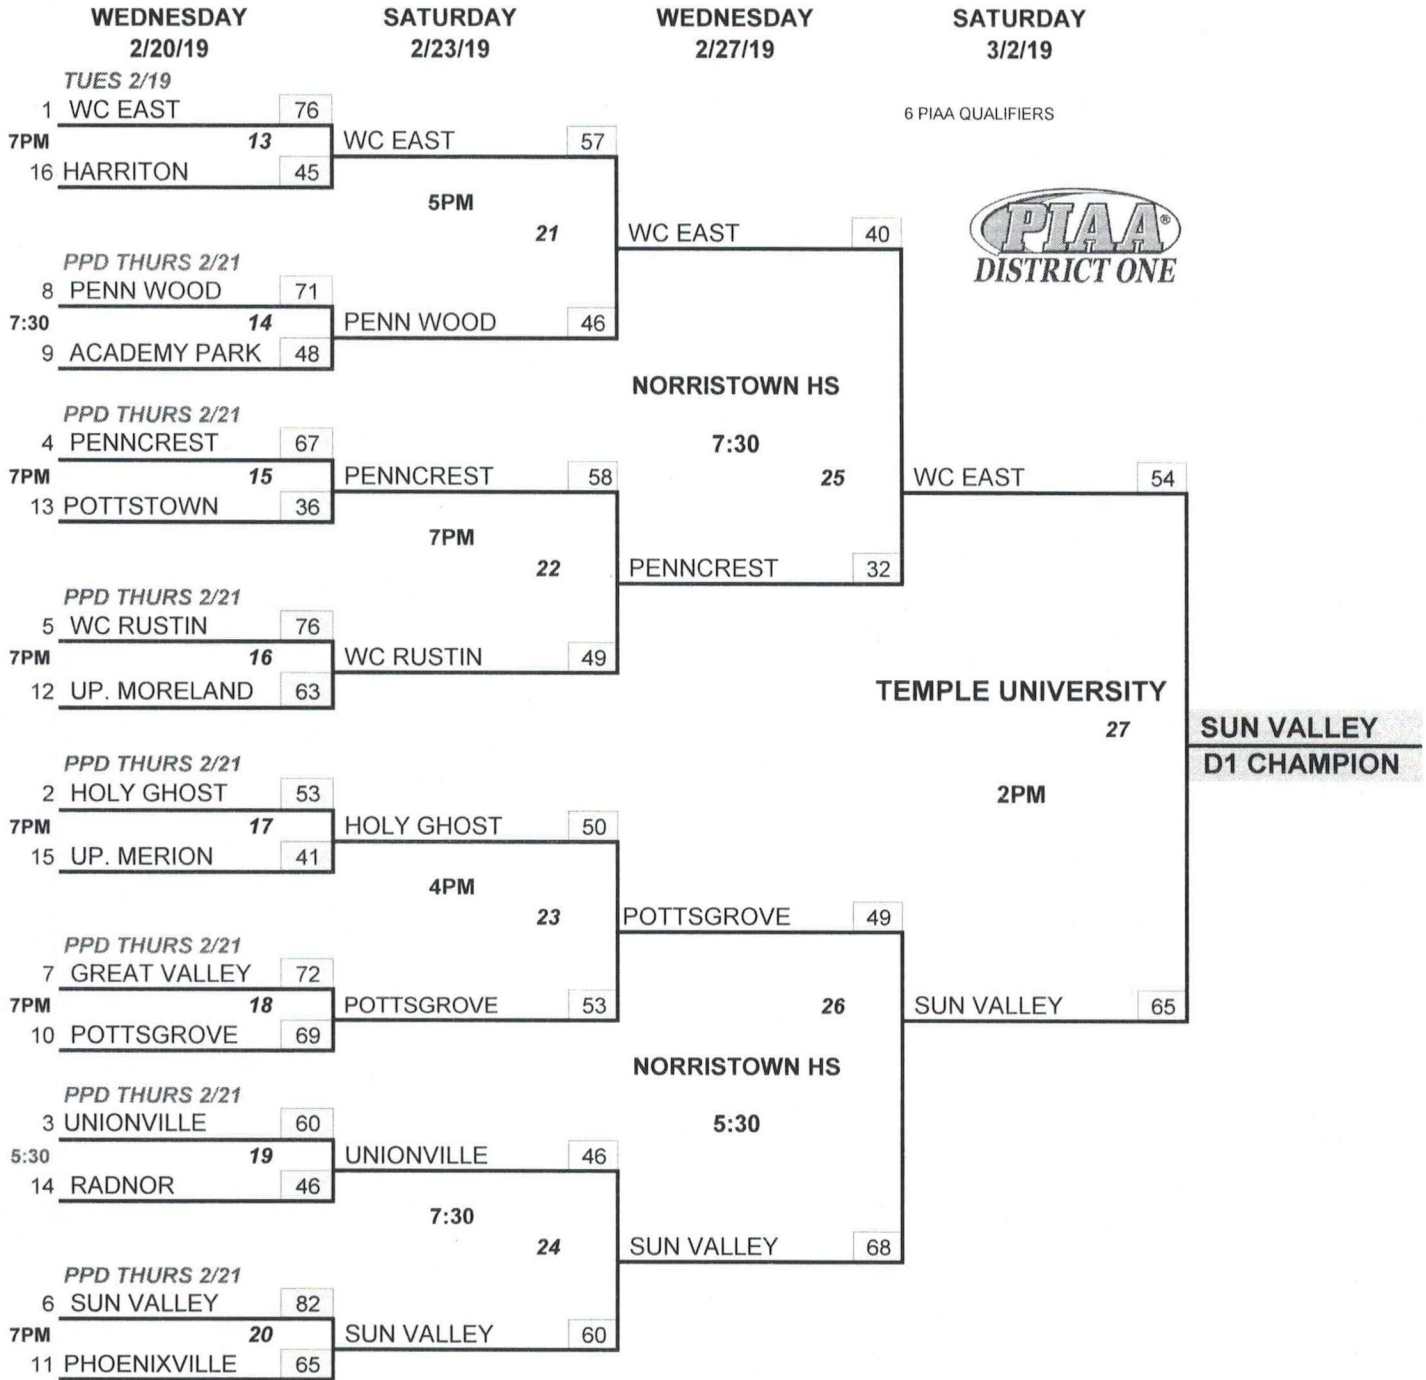 WEDNESDAY SATURDAY WEDNESDAY SATURDAY
2/20/19 2/23/19 2/27/19 3/2/19
TUES 2/19
1 WC EAST 76
6 PIAA QUALIFIERS
7PM 13 WC EAST 57
16 HARRITON 45
5PM
21 WC EAST 40
PIAA®
DISTRICT ONE
PPD THURS 2/21
8 PENN WOOD 71
7:30 14 PENN WOOD 46
9 ACADEMY PARK 48
NORRISTOWN HS
PPD THURS 2/21
4 PENNCREST 67
7:30
7PM 15 PENNCREST 58 25 WC EAST 54
13 POTTSTOWN 36
7PM
22 PENNCREST 32
PPD THURS 2/21
5 WC RUSTIN 76
7PM 16 WC RUSTIN 49
12 UP. MORELAND 63
TEMPLE UNIVERSITY
27 SUN VALLEY
D1 CHAMPION
PPD THURS 2/21
2 HOLY GHOST 53
2PM
7PM 17 HOLY GHOST 50
15 UP. MERION 41
4PM
23 POTTSGROVE 49
PPD THURS 2/21
7 GREAT VALLEY 72
7PM 18 POTTSGROVE 53 26 SUN VALLEY 65
10 POTTSGROVE 69
NORRISTOWN HS
PPD THURS 2/21
3 UNIONVILLE 60
5:30
5:30 19 UNIONVILLE 46
14 RADNOR 46
7:30
24 SUN VALLEY 68
PPD THURS 2/21
6 SUN VALLEY 82
7PM 20 SUN VALLEY 60
11 PHOENIXVILLE 65